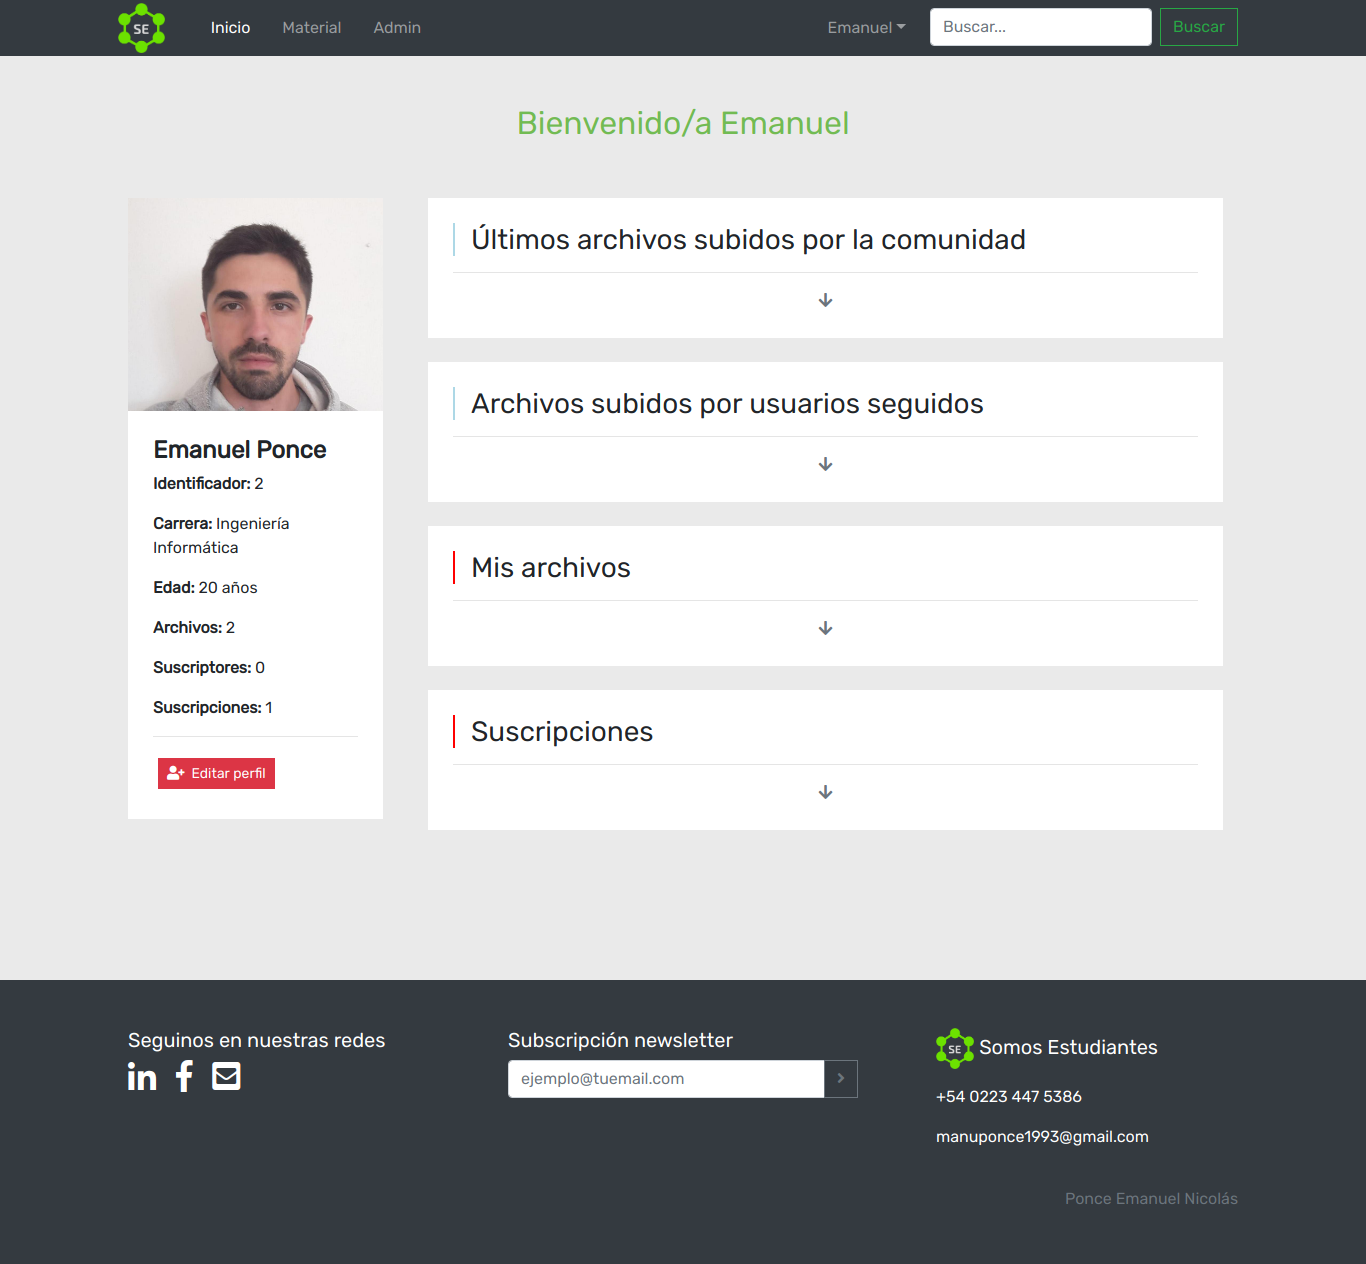 SE
Inicio
Material
Admin
Emanuel
Buscar...
Buscar
Bienvenido/a Emanuel
Emanuel Ponce
Identificador: 2
Carrera: Ingeniería
Informática
Edad: 20 años
Archivos: 2
Suscriptores: 0
Suscripciones: 1
Editar perfil
Últimos archivos subidos por la comunidad
Archivos subidos por usuarios seguidos
Mis archivos
Suscripciones
Seguinos en nuestras redes
in f
Subscripción newsletter
ejemplo@tuemail.com
SE Somos Estudiantes
+54 0223 447 5386
manuponce1993@gmail.com
Ponce Emanuel Nicolás